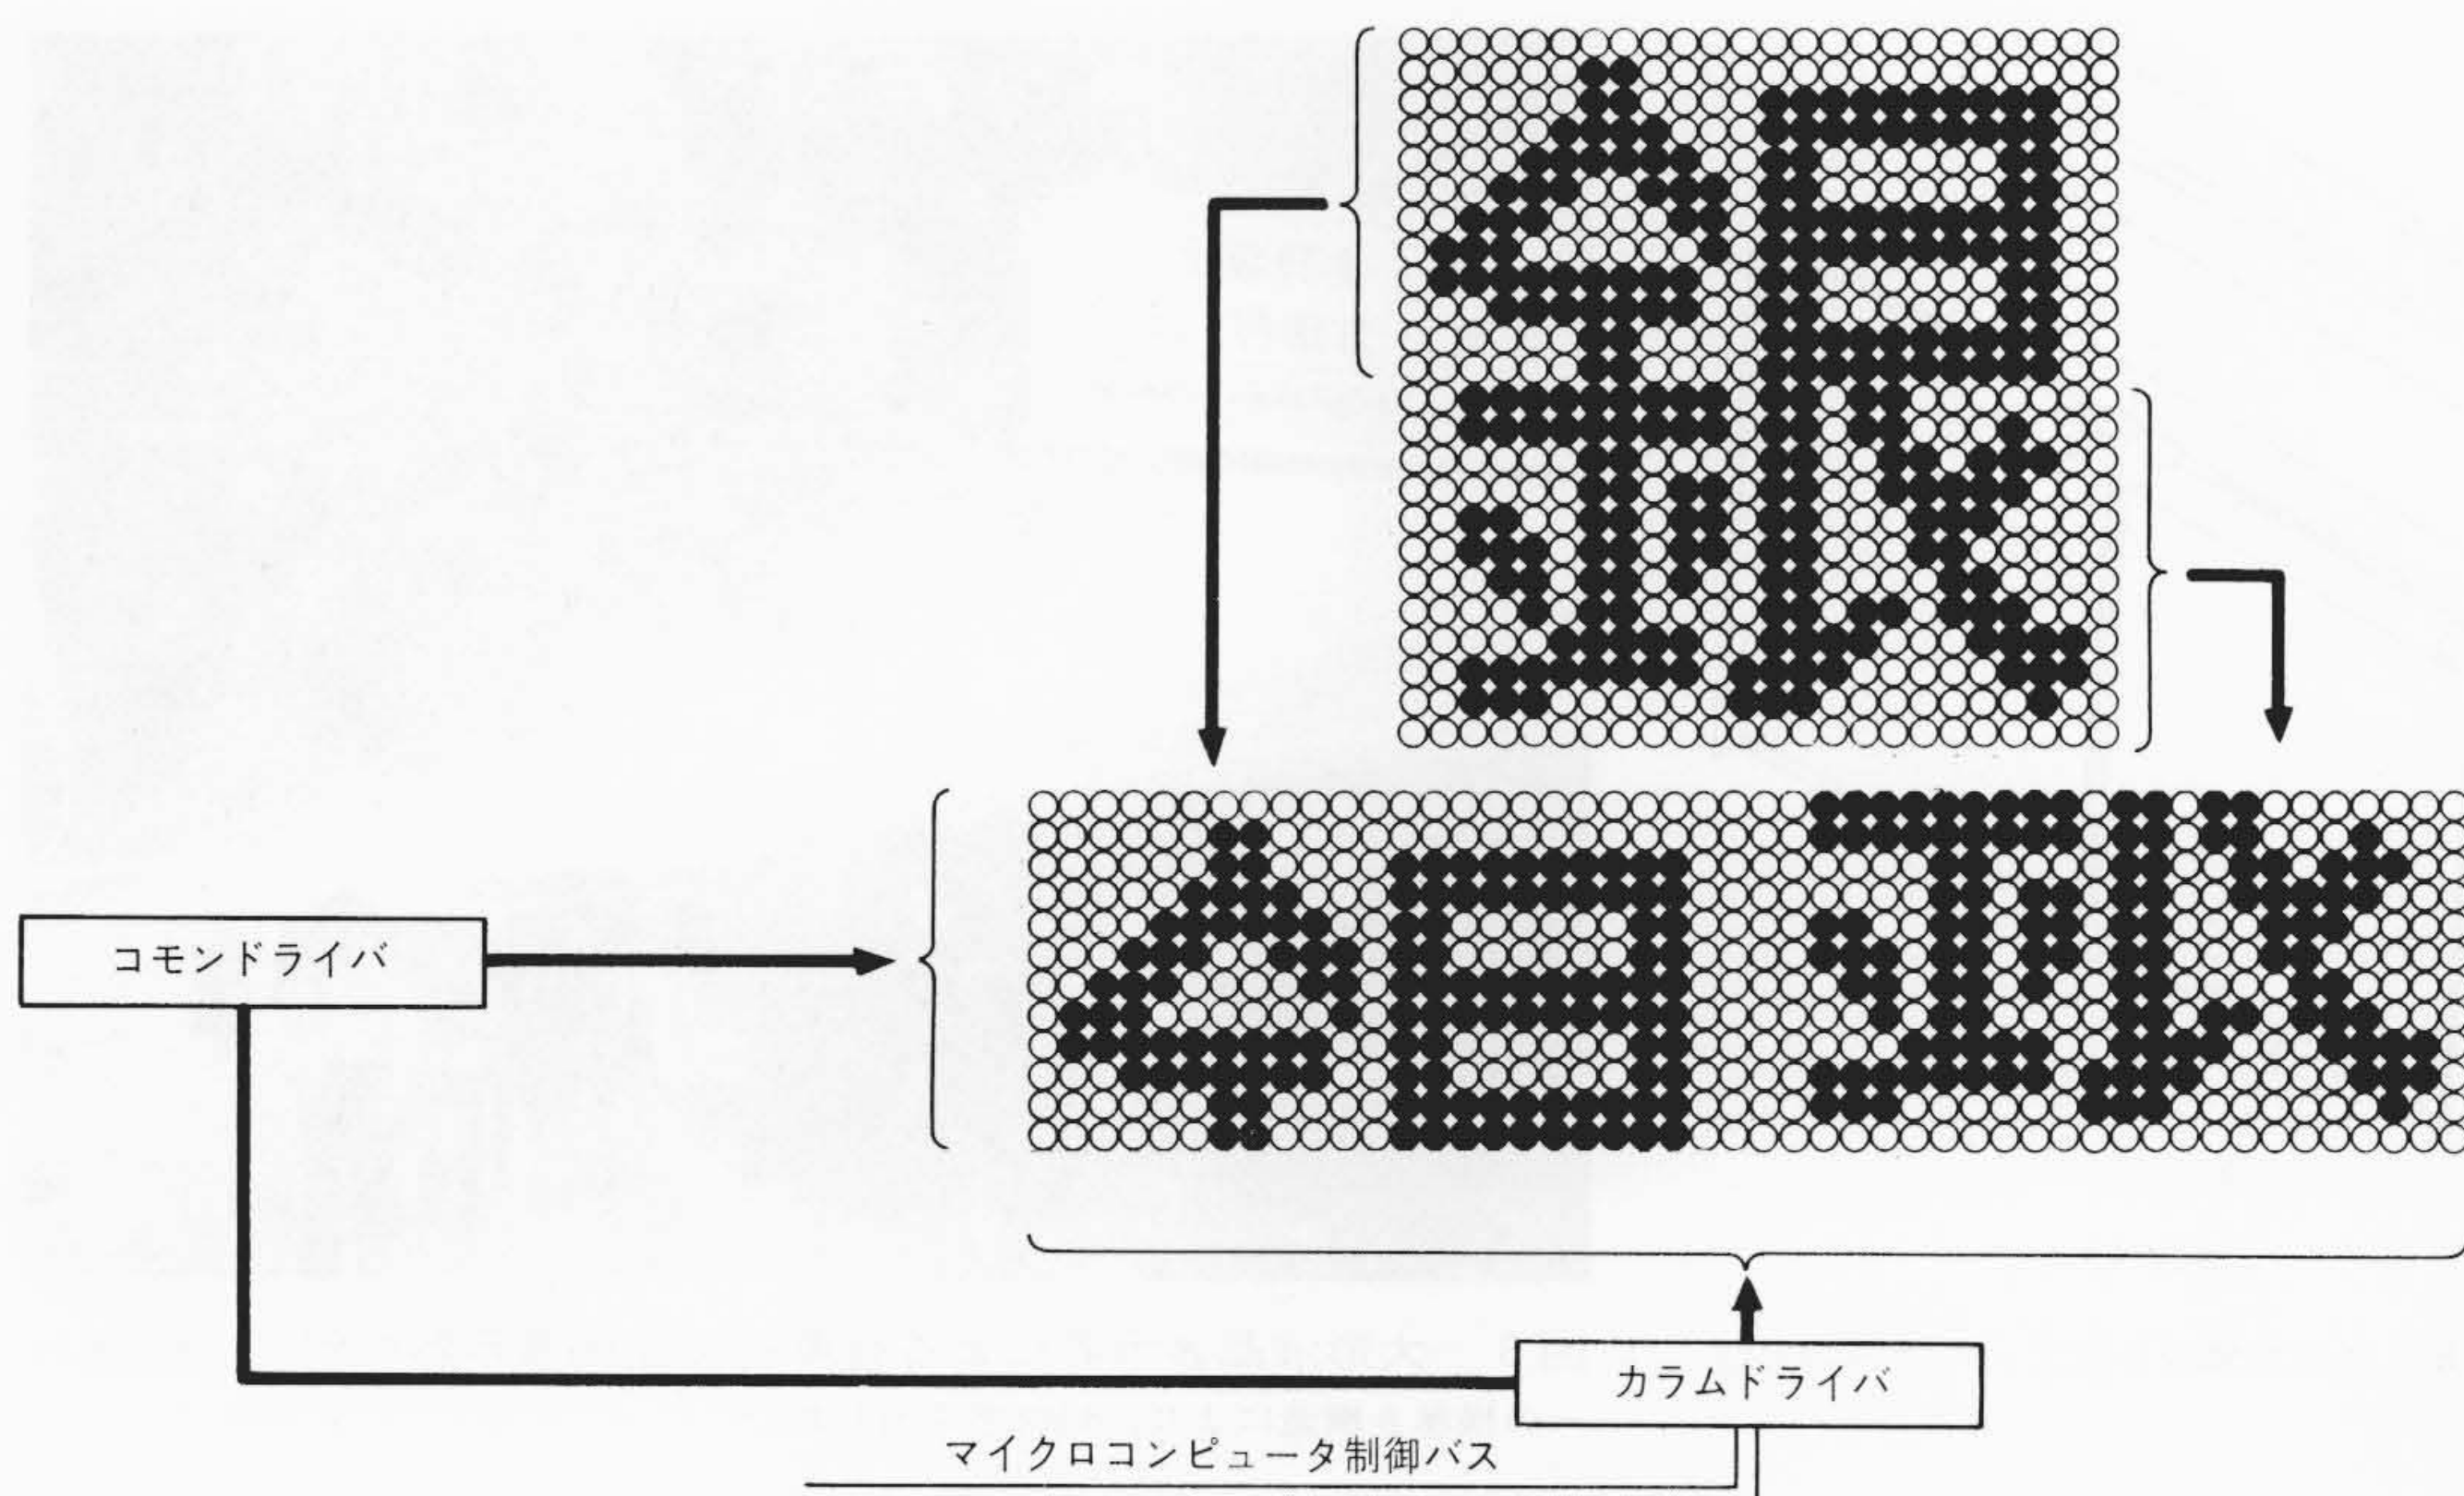 銀
コモンドライバ
カラムドライバ
マイクロコンピュータ制御バス